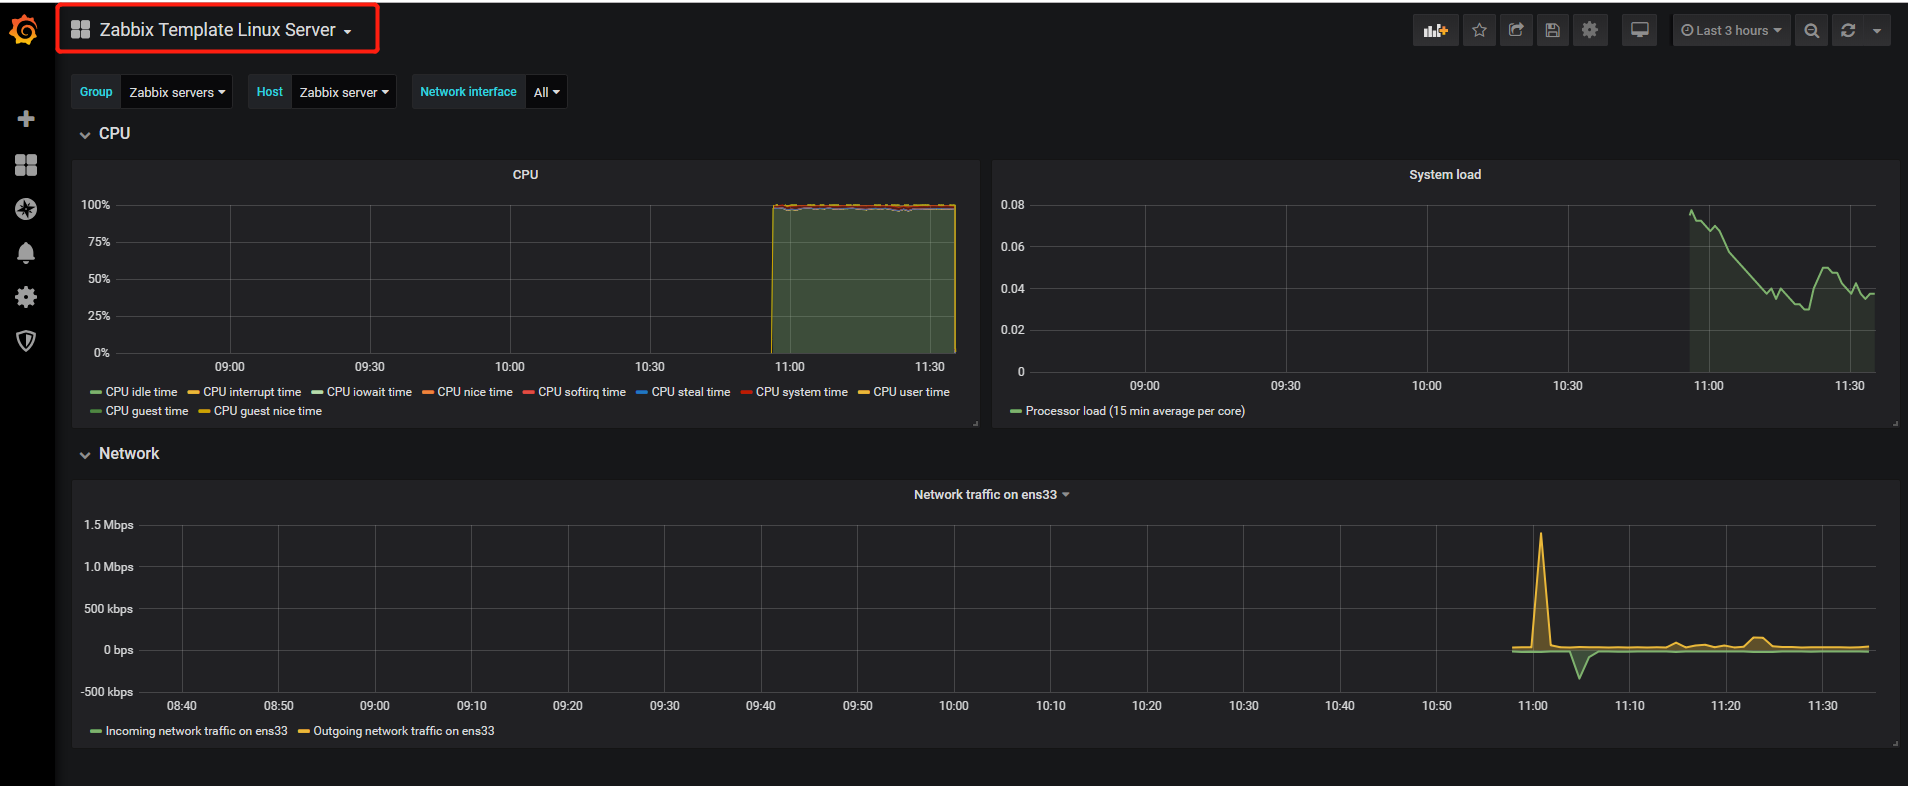 Zabbix Template Linux Server
Last 3 hours
Group Zabbix servers Host Zabbix server Network interface All
CPU
CPU
100%
75%
50%
25%
0%
09:00 09:30 10:00 10:30 11:00 11:30
CPU idle time CPU interrupt time CPU iowait time CPU nice time CPU softirq time CPU steal time CPU system time CPU user time
CPU guest time CPU guest nice time
System load
0.08
0.06
0.04
0.02
0
09:00 09:30 10:00 10:30 11:00 11:30
Processor load (15 min average per core)
Network
Network traffic on ens33
1.5 Mbps
1.0 Mbps
500 kbps
0 bps
-500 kbps
08:40 08:50 09:00 09:10 09:20 09:30 09:40 09:50 10:00 10:10 10:20 10:30 10:40 10:50 11:00 11:10 11:20 11:30
Incoming network traffic on ens33 Outgoing network traffic on ens33